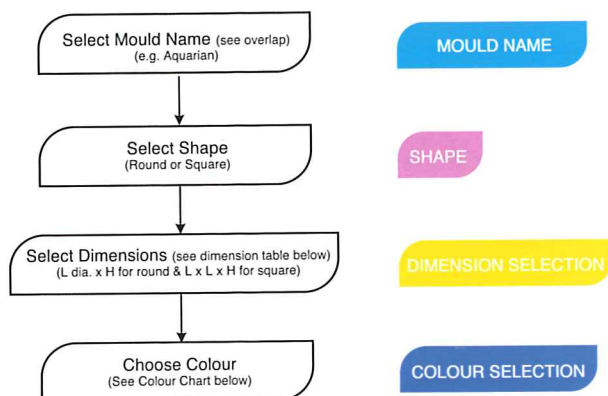 Select Mould Name (see overlap)
(e.g. Aquarian)
MOULD NAME
Select Shape
(Round or Square)
SHAPE
Select Dimensions (see dimension table below)
(L dia. x H for round & L x L x H for square)
DIMENSION SELECTION
Choose Colour
(See Colour Chart below)
COLOUR SELECTION